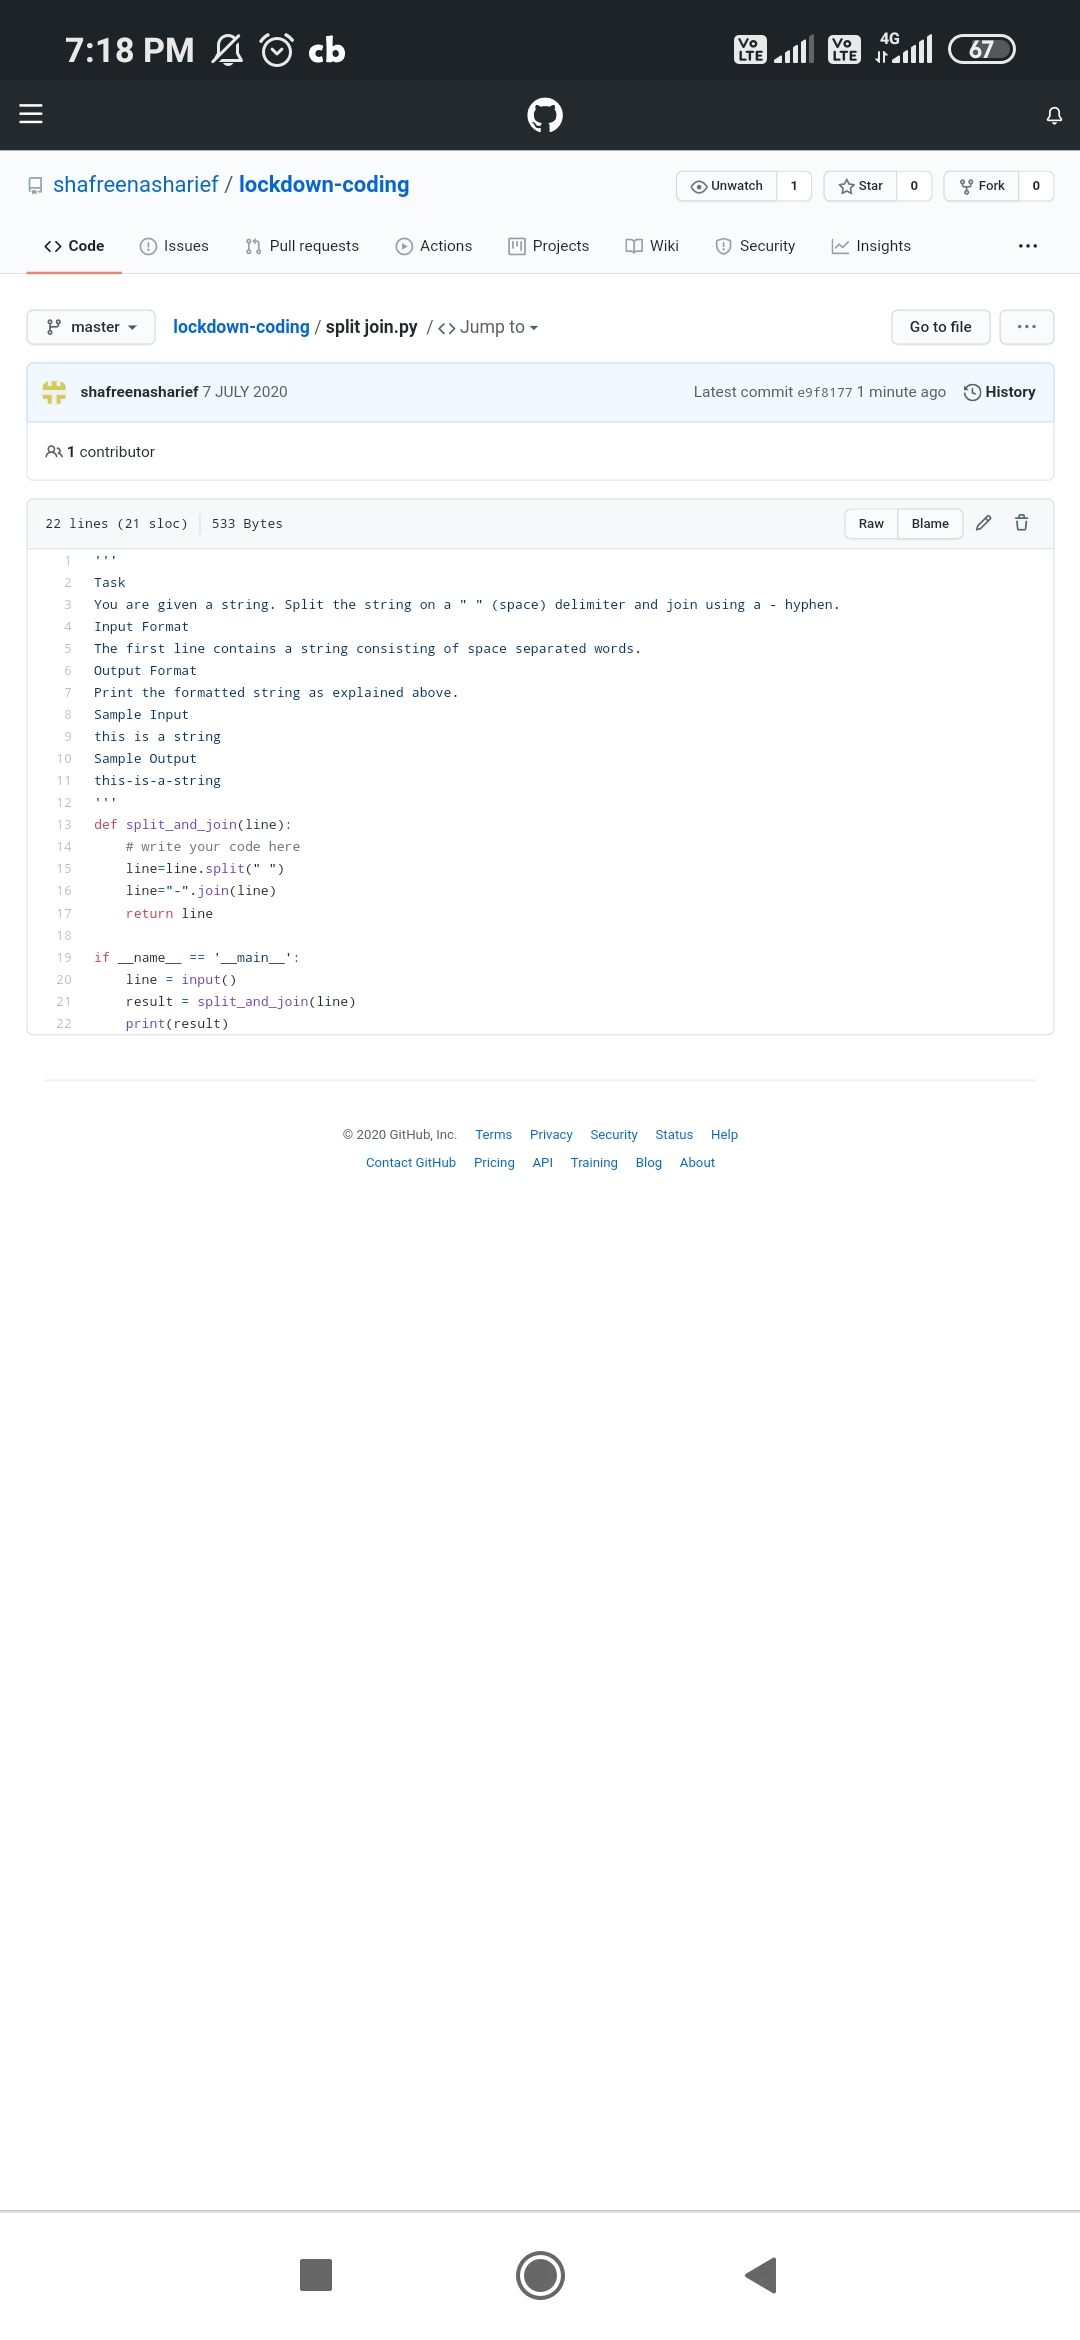 7:18 PM cb Vo LTE Vo LTE 4G 67
shafreenasharief / lockdown-coding Unwatch 1 Star 0 Fork 0
Code Issues Pull requests Actions Projects Wiki Security Insights ...
master lockdown-coding / split join.py / <> Jump to Go to file ...
shafreenasharief 7 JULY 2020 Latest commit e9f8177 1 minute ago History
1 contributor
22 lines (21 sloc) 533 Bytes Raw Blame
1 '''
2 Task
3 You are given a string. Split the string on a " " (space) delimiter and join using a - hyphen.
4 Input Format
5 The first line contains a string consisting of space separated words.
6 Output Format
7 Print the formatted string as explained above.
8 Sample Input
9 this is a string
10 Sample Output
11 this-is-a-string
12 '''
13 def split_and_join(line):
14     # write your code here
15     line=line.split(" ")
16     line="-".join(line)
17     return line
18
19 if __name__ == '__main__':
20     line = input()
21     result = split_and_join(line)
22     print(result)
© 2020 GitHub, Inc. Terms Privacy Security Status Help
Contact GitHub Pricing API Training Blog About